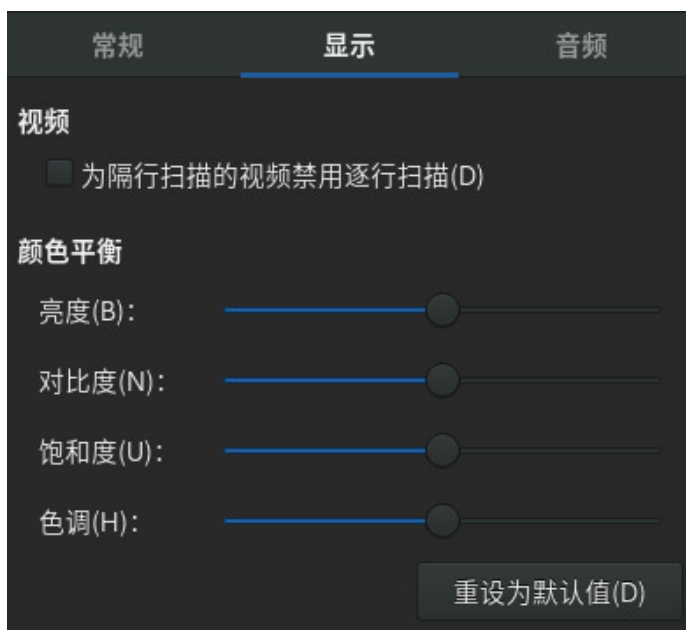 常规 显示 音频
视频
为隔行扫描的视频禁用逐行扫描(D)
颜色平衡
亮度(B)：
对比度(N)：
饱和度(U)：
色调(H)：
重设为默认值(D)